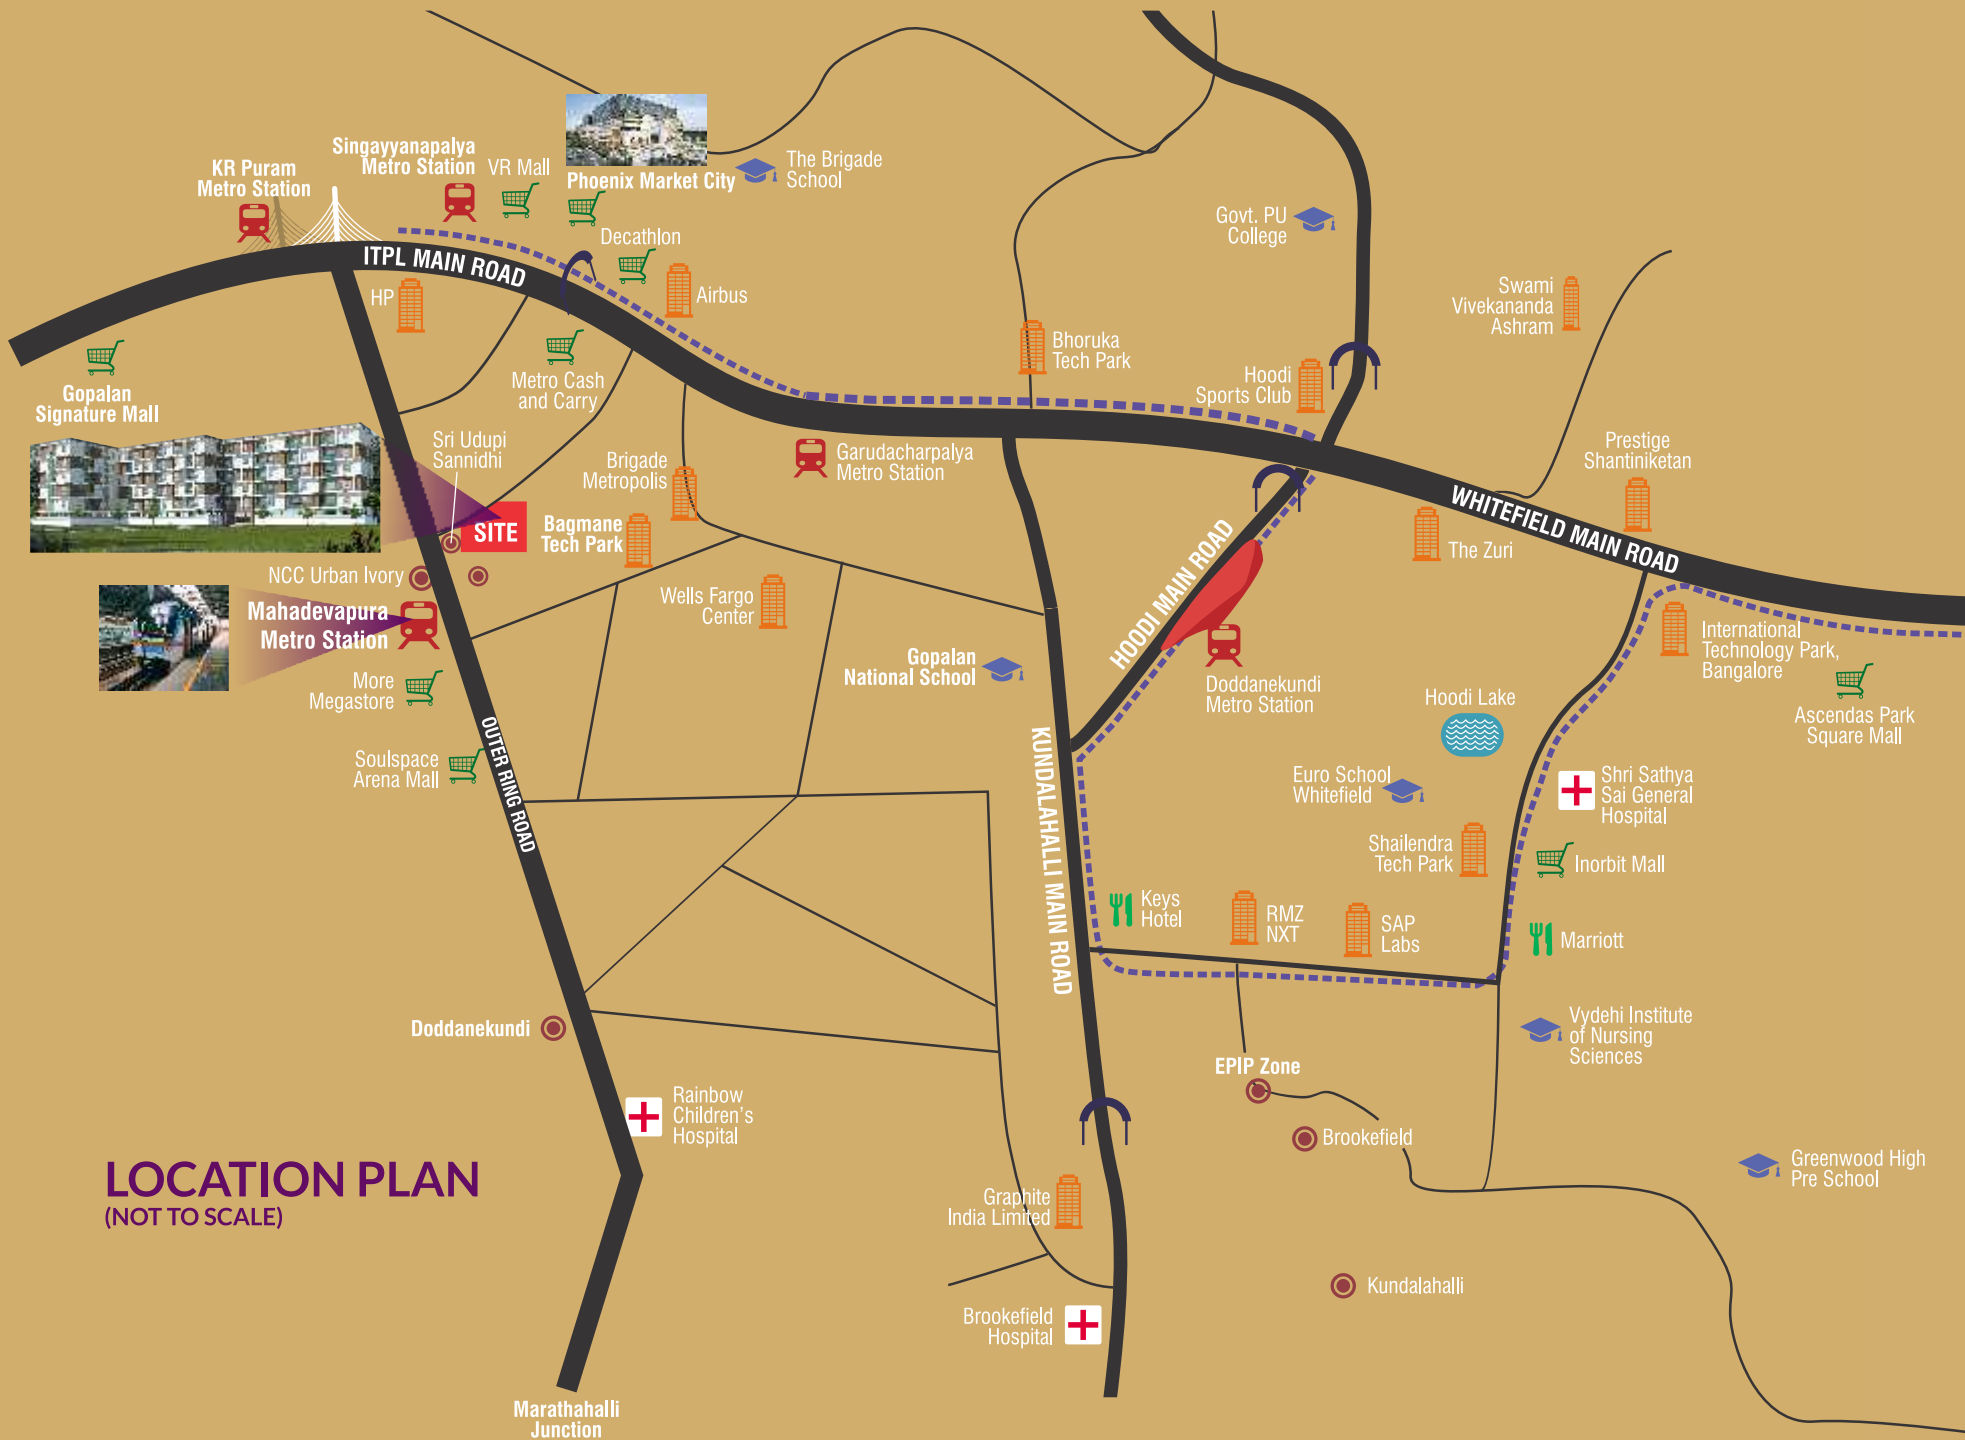 Singayyanapalya
Metro Station
VR Mall
KR Puram
Metro Station
Phoenix Market City
The Brigade
School
Govt. PU
College
Decathlon
ITPL MAIN ROAD
HP
Airbus
Swami
Vivekananda
Ashram
Bhoruka
Tech Park
Hoodi
Sports Club
Gopalan
Signature Mall
Metro Cash
and Carry
Sri Udupi
Sannidhi
Brigade
Metropolis
Garudacharpalya
Metro Station
Prestige
Shantiniketan
WHITEFIELD MAIN ROAD
SITE
Bagmane
Tech Park
The Zuri
NCC Urban Ivory
Wells Fargo
Center
HOODI MAIN ROAD
Mahadevapura
Metro Station
International
Technology Park,
Bangalore
Gopalan
National School
More
Megastore
Doddanekundi
Metro Station
Hoodi Lake
Ascendas Park
Square Mall
OUTER RING ROAD
Soulspace
Arena Mall
KUNDALAHALLI MAIN ROAD
Euro School
Whitefield
Shri Sathya
Sai General
Hospital
Shailendra
Tech Park
Inorbit Mall
Keys
Hotel
RMZ
NXT
SAP
Labs
Marriott
Doddanekundi
Vydehi Institute
of Nursing
Sciences
EPIP Zone
Rainbow
Children's
Hospital
Brookefield
LOCATION PLAN
(NOT TO SCALE)
Greenwood High
Pre School
Graphite
India Limited
Kundalahalli
Brookefield
Hospital
Marathahalli
Junction